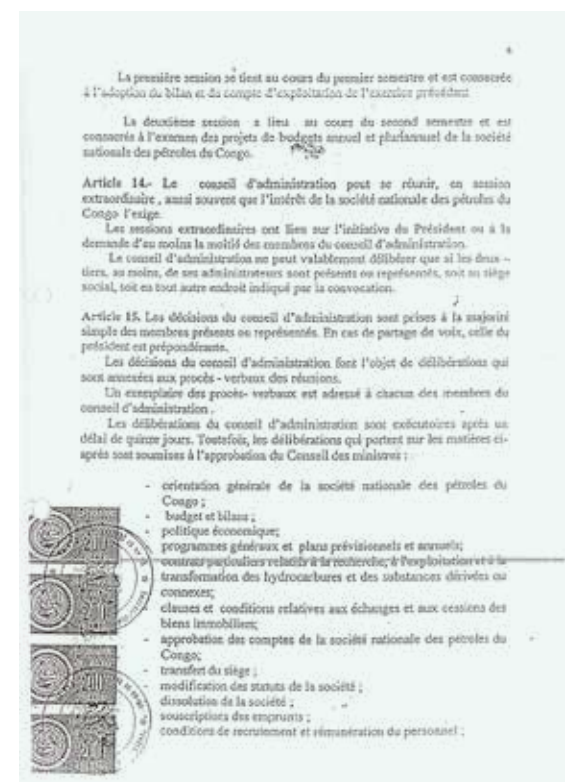 La première session se tient au cours du premier semestre et est consacrée
à l'adoption du bilan et du compte d'exploitation de l'exercice précédent
La deuxième session a lieu au cours du second semestre et est
consacrée à l'examen des projets de budgets annuel et pluriannuel de la société
nationale des pétroles du Congo.
Article 14.- Le conseil d'administration peut se réunir, en session
extraordinaire , aussi souvent que l'intérêt de la société nationale des pétroles du
Congo l'exige.
Les sessions extraordinaires ont lieu sur l'initiative du Président ou à la
demande d'au moins la moitié des membres du conseil d'administration.
Le conseil d'administration ne peut valablement délibérer que si les deux –
tiers, au moins, de ses administrateurs sont présents ou représentés, soit au siège
social, soit en tout autre endroit indiqué par la convocation.
Article 15. Les décisions du conseil d'administration sont prises à la majorité
simple des membres présents ou représentés. En cas de partage de voix, celle du
président est prépondérante.
Les décisions du conseil d'administration font l'objet de délibérations qui
sont annexées aux procès - verbaux des réunions.
Un exemplaire des procès- verbaux est adressé à chacun des membres du
conseil d'administration .
Les délibérations du conseil d'administration sont exécutoires après un
délai de quinze jours. Toutefois, les délibérations qui portent sur les matières ci-
après sont soumises à l'approbation du Conseil des ministres :
- orientation générale de la société nationale des pétroles du
Congo ;
- budget et bilans ;
- politique économique;
- programmes généraux et plans prévisionnels et annuels;
- contrats particuliers relatifs à la recherche, à l'exploitation et à la
transformation des hydrocarbures et des substances dérivées ou
connexes;
- clauses et conditions relatives aux échanges et aux cessions des
biens immobiliers;
- approbation des comptes de la société nationale des pétroles du
Congo;
- transfert du siège ;
- modification des statuts de la société ;
- dissolution de la société ;
- souscriptions des emprunts ;
- conditions de recrutement et rémunération du personnel ;